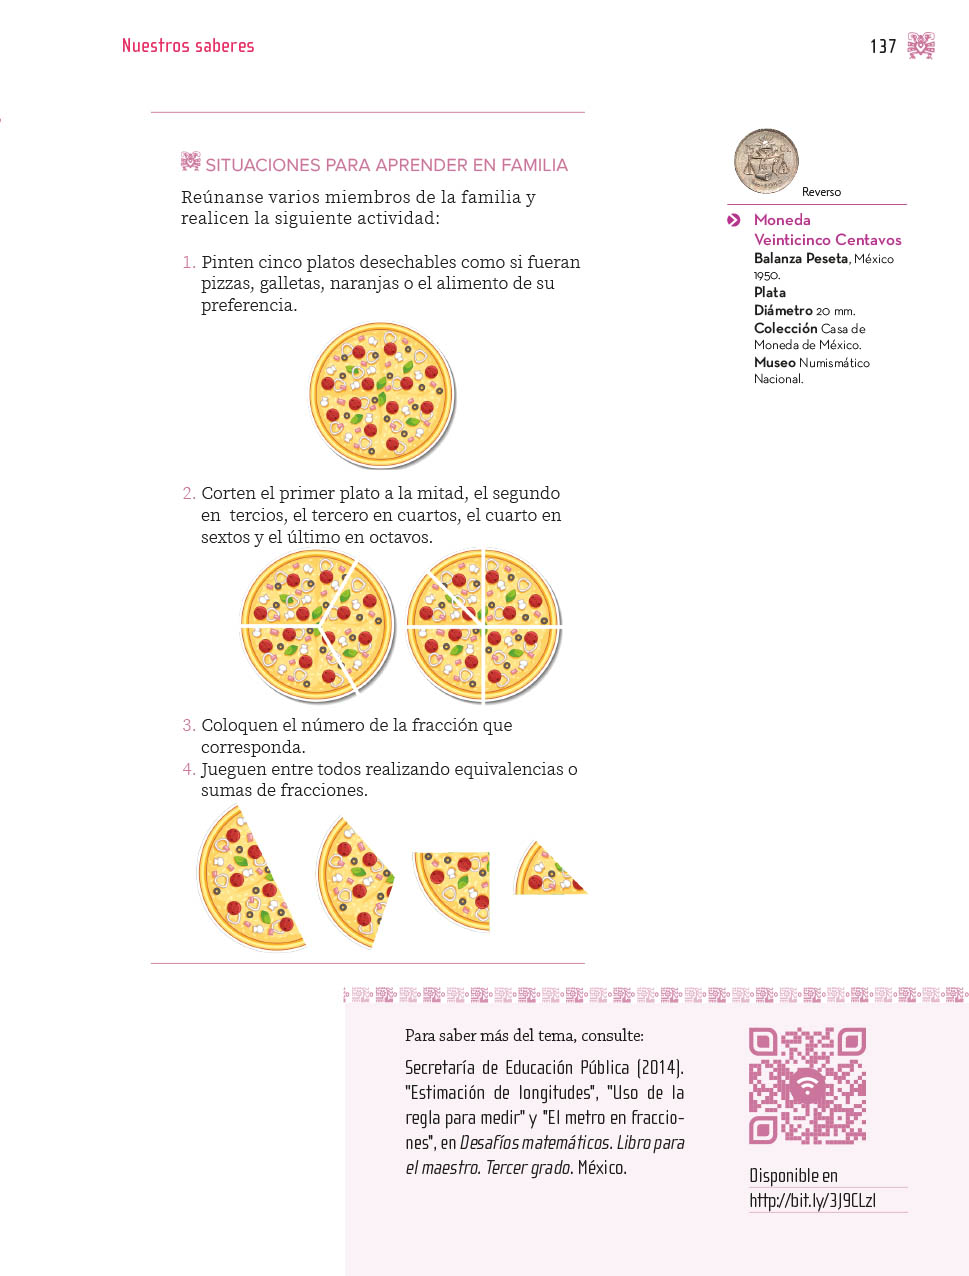 Nuestros saberes
137
SITUACIONES PARA APRENDER EN FAMILIA
Reúnanse varios miembros de la familia y
realicen la siguiente actividad:
1. Pinten cinco platos desechables como si fueran
pizzas, galletas, naranjas o el alimento de su
preferencia.
2. Corten el primer plato a la mitad, el segundo
en tercios, el tercero en cuartos, el cuarto en
sextos y el último en octavos.
3. Coloquen el número de la fracción que
corresponda.
4. Jueguen entre todos realizando equivalencias o
sumas de fracciones.
Reverso
Moneda
Veinticinco Centavos
Balanza Peseta, México
1950.
Plata
Diámetro 20 mm.
Colección Casa de
Moneda de México.
Museo Numismático
Nacional.
Para saber más del tema, consulte:
Secretaría de Educación Pública (2014).
"Estimación de longitudes", "Uso de la
regla para medir" y "El metro en fraccio-
nes", en Desafíos matemáticos. Libro para
el maestro. Tercer grado. México.
Disponible en
http://bit.ly/3J9CLzI